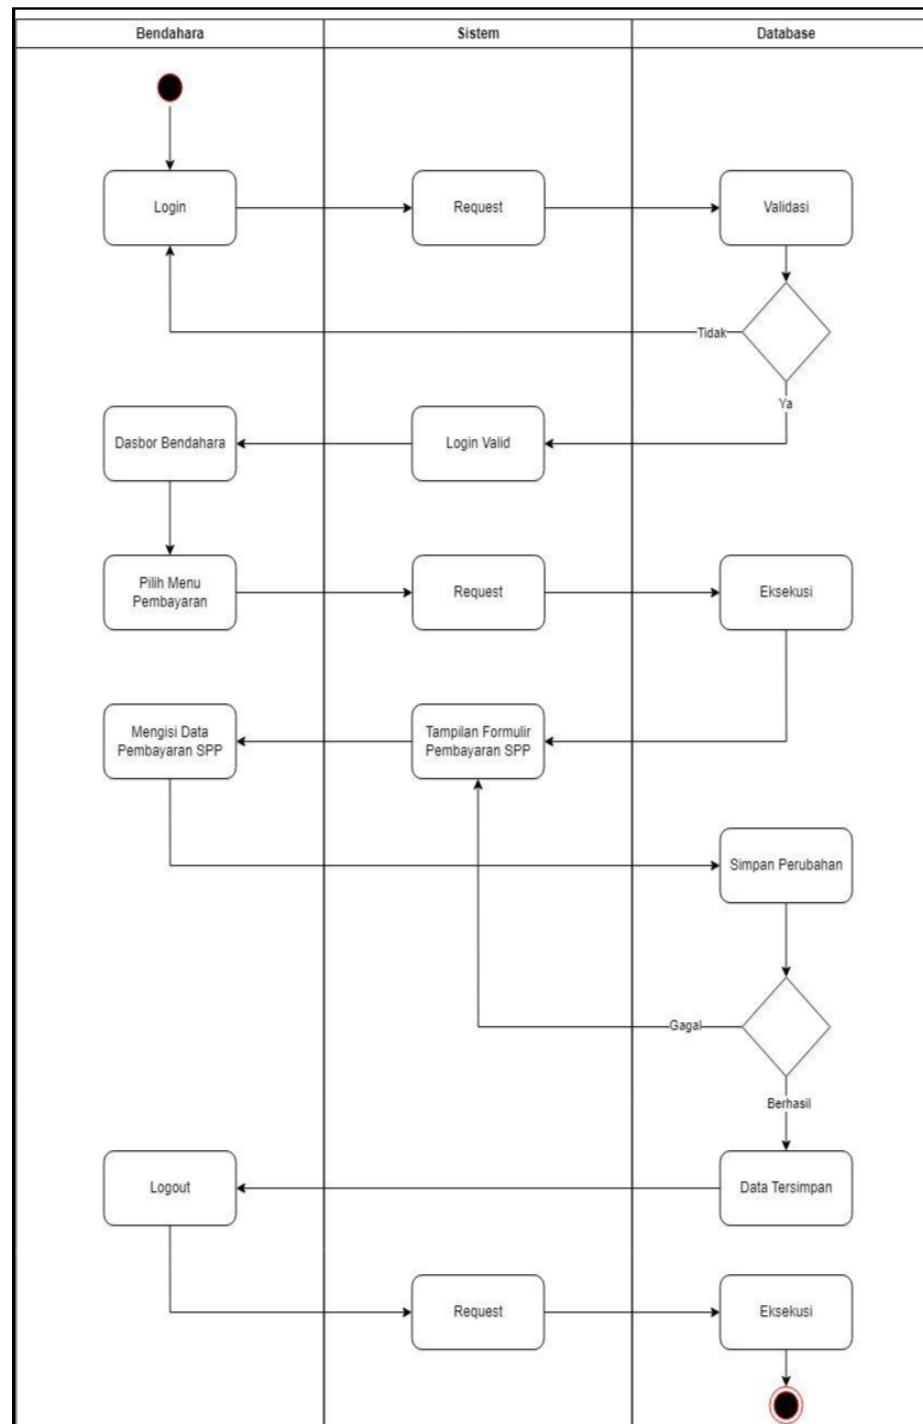 Bendahara
Sistem
Database
Login
Request
Validasi
Tidak
Ya
Dasbor Bendahara
Login Valid
Pilih Menu
Pembayaran
Request
Eksekusi
Mengisi Data
Pembayaran SPP
Tampilan Formulir
Pembayaran SPP
Simpan Perubahan
Gagal
Berhasil
Logout
Data Tersimpan
Request
Eksekusi